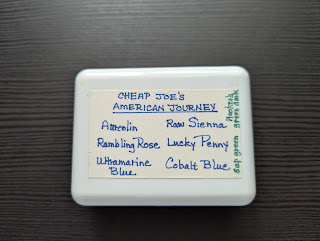 CHEAP JOE'S
AMERICAN JOURNEY
Aureolin
Raw Sienna
Rambling Rose
Lucky Penny
Ultramarine
Blue
Cobalt Blue
Sap green
green dark